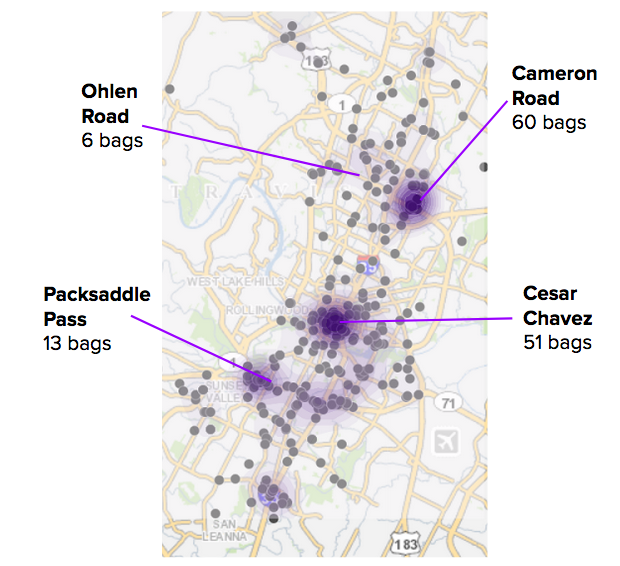 183
Ohlen
Road
6 bags
Cameron
Road
60 bags
1
T R A V I
35
WEST LAKE HILLS
ROLLINGWOOD
Packsaddle
Pass
13 bags
Cesar
Chavez
51 bags
1
SUNSET
VALLEY
71
SAN
LEANNA
183